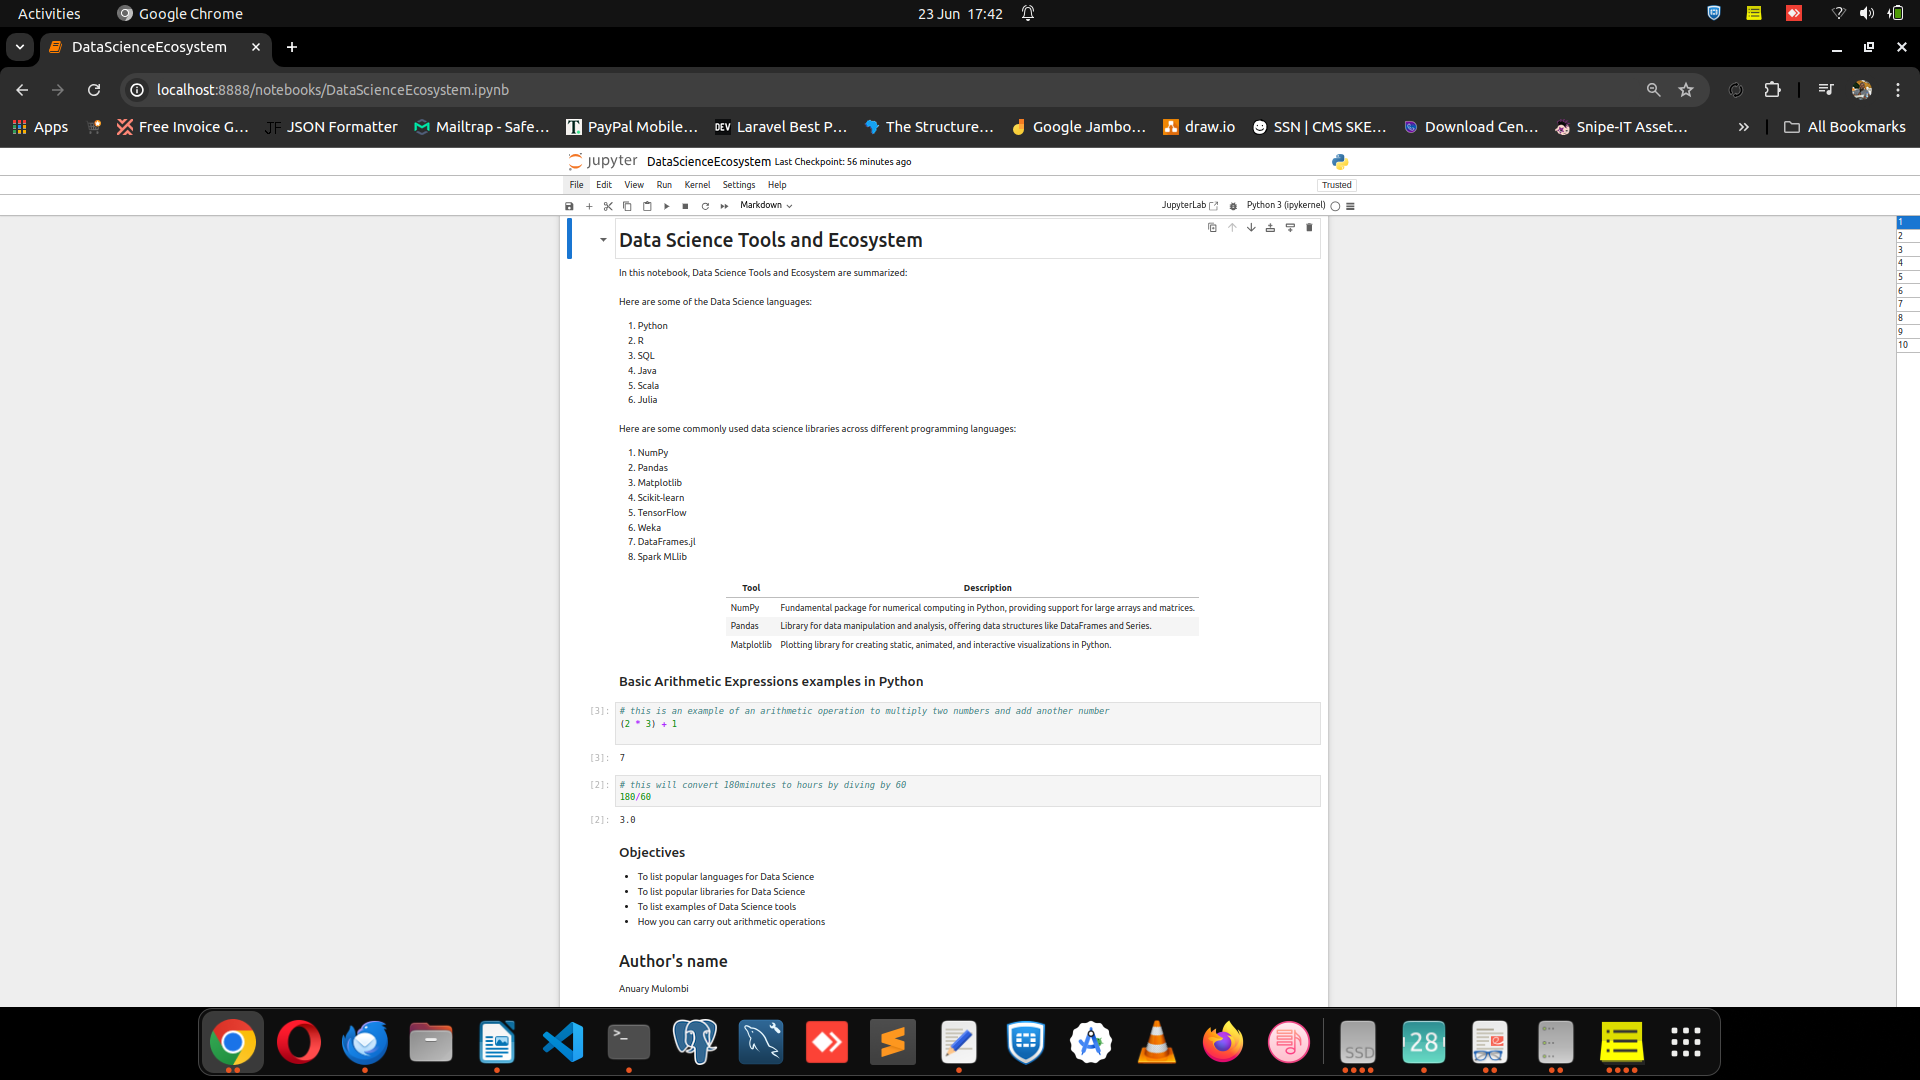 Activities
Google Chrome
23 Jun 17:42
DataScienceEcosystem
localhost:8888/notebooks/DataScienceEcosystem.ipynb
Apps
Free Invoice G...
JF JSON Formatter
Mailtrap - Safe...
PayPal Mobile...
DEV Laravel Best P...
The Structure...
Google Jambo...
draw.io
SSN | CMS SKE...
Download Cen...
Snipe-IT Asset...
All Bookmarks
jupyter DataScienceEcosystem Last Checkpoint: 56 minutes ago
File Edit View Run Kernel Settings Help
Trusted
Markdown
JupyterLab
Python 3 (ipykernel)
Data Science Tools and Ecosystem
In this notebook, Data Science Tools and Ecosystem are summarized:
Here are some of the Data Science languages:
1. Python
2. R
3. SQL
4. Java
5. Scala
6. Julia
Here are some commonly used data science libraries across different programming languages:
1. NumPy
2. Pandas
3. Matplotlib
4. Scikit-learn
5. TensorFlow
6. Weka
7. DataFrames.jl
8. Spark MLlib
Tool Description
NumPy Fundamental package for numerical computing in Python, providing support for large arrays and matrices.
Pandas Library for data manipulation and analysis, offering data structures like DataFrames and Series.
Matplotlib Plotting library for creating static, animated, and interactive visualizations in Python.
Basic Arithmetic Expressions examples in Python
[3]: # this is an example of an arithmetic operation to multiply two numbers and add another number
(2 * 3) + 1
[3]: 7
[2]: # this will convert 180minutes to hours by diving by 60
180/60
[2]: 3.0
Objectives
• To list popular languages for Data Science
• To list popular libraries for Data Science
• To list examples of Data Science tools
• How you can carry out arithmetic operations
Author's name
Anuary Mulombi
1
2
3
4
5
6
7
8
9
10
SSD
28